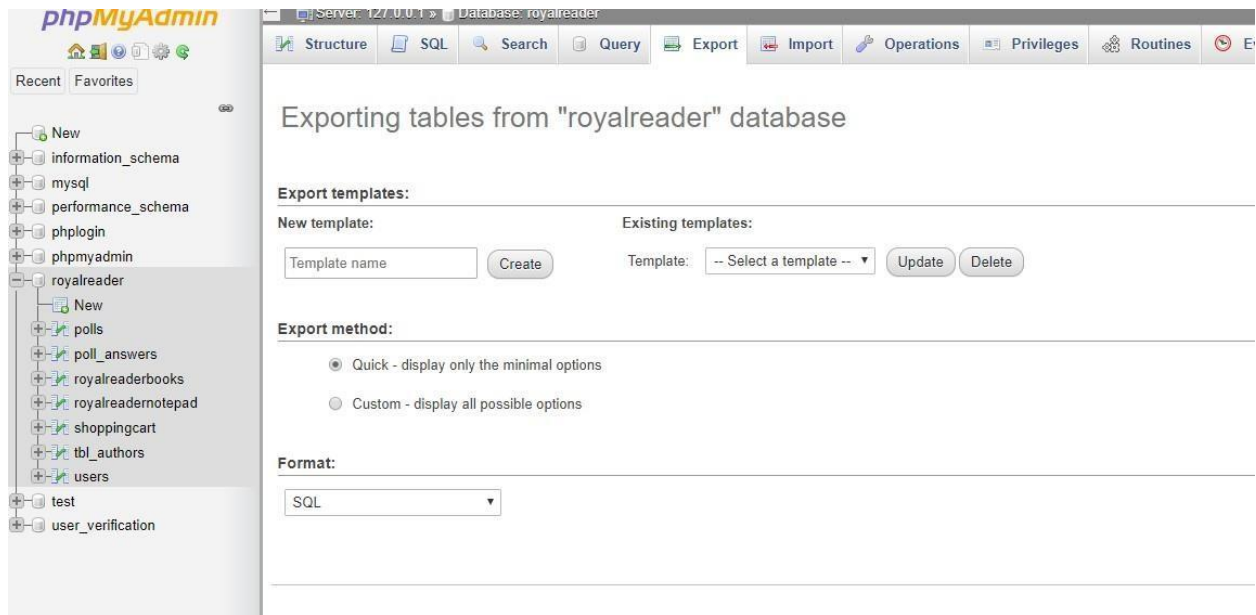 phpMyAdmin
Recent Favorites
New
information_schema
mysql
performance_schema
phplogin
phpmyadmin
royalreader
New
polls
poll_answers
royalreaderbooks
royalreadernotepad
shoppingcart
tbl_authors
users
test
user_verification
Server: 127.0.0.1 » Database: royalreader
Structure SQL Search Query Export Import Operations Privileges Routines
Exporting tables from "royalreader" database
Export templates:
New template: Existing templates:
Template name Create Template: -- Select a template -- Update Delete
Export method:
Quick - display only the minimal options
Custom - display all possible options
Format:
SQL